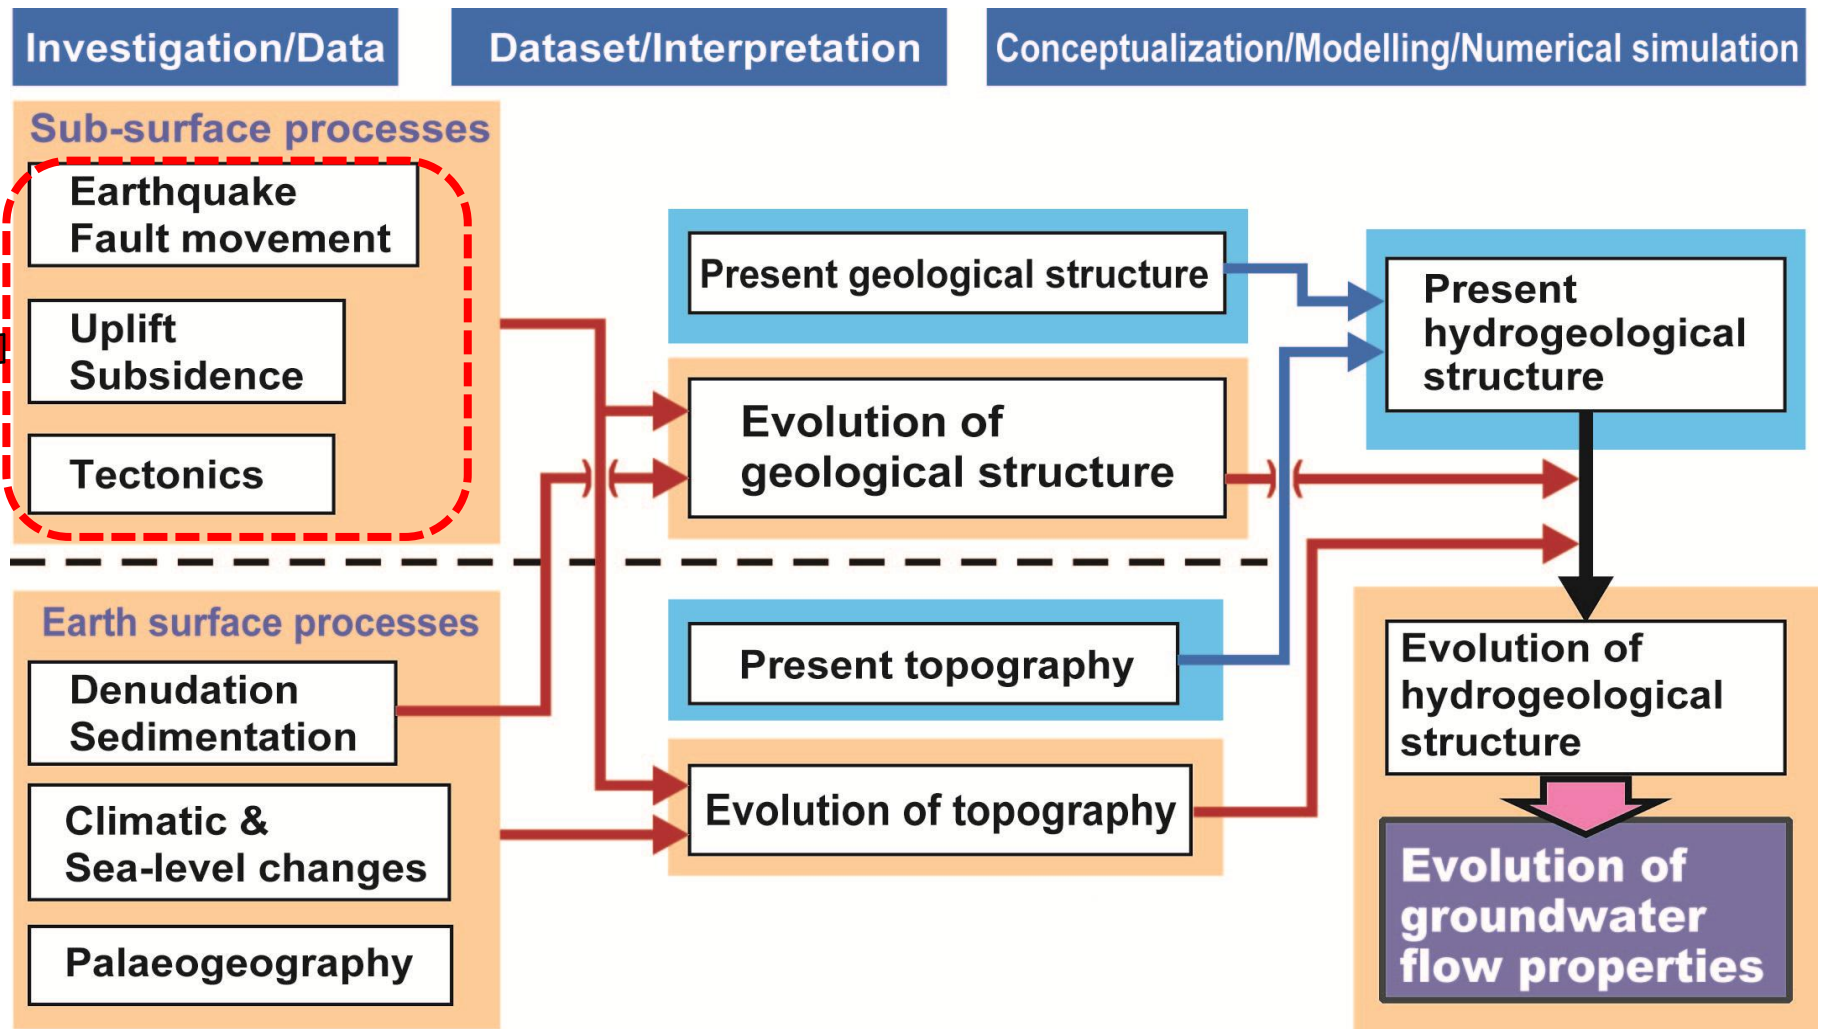 Investigation/Data
Dataset/Interpretation
Conceptualization/Modelling/Numerical simulation
Sub-surface processes
Earthquake
Fault movement
Uplift
Subsidence
Tectonics
Earth surface processes
Denudation
Sedimentation
Climatic &
Sea-level changes
Palaeogeography
Present geological structure
Evolution of
geological structure
Present topography
Evolution of topography
Present
hydrogeological
structure
Evolution of
hydrogeological
structure
Evolution of
groundwater
flow properties